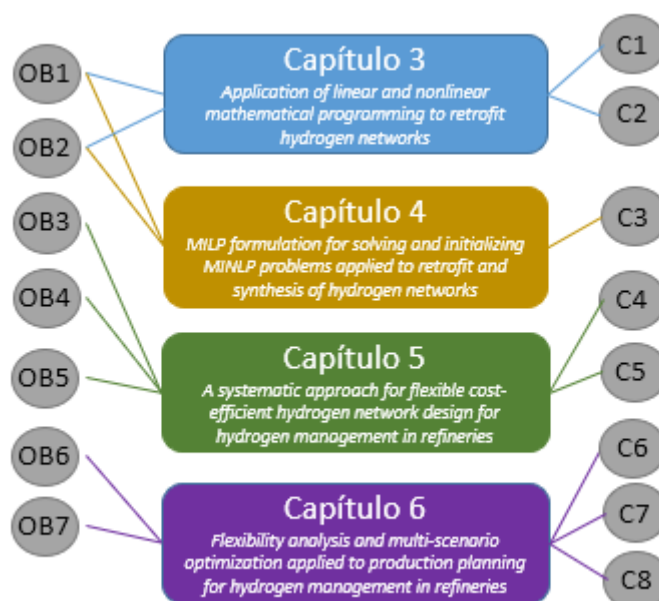 OB1
OB2
OB3
OB4
OB5
OB6
OB7
Capítulo 3
Application of linear and nonlinear
mathematical programming to retrofit
hydrogen networks
Capítulo 4
MILP formulation for solving and initializing
MINLP problems applied to retrofit and
synthesis of hydrogen networks
Capítulo 5
A systematic approach for flexible cost-
efficient hydrogen network design for
hydrogen management in refineries
Capítulo 6
Flexibility analysis and multi-scenario
optimization applied to production planning
for hydrogen management in refineries
C1
C2
C3
C4
C5
C6
C7
C8